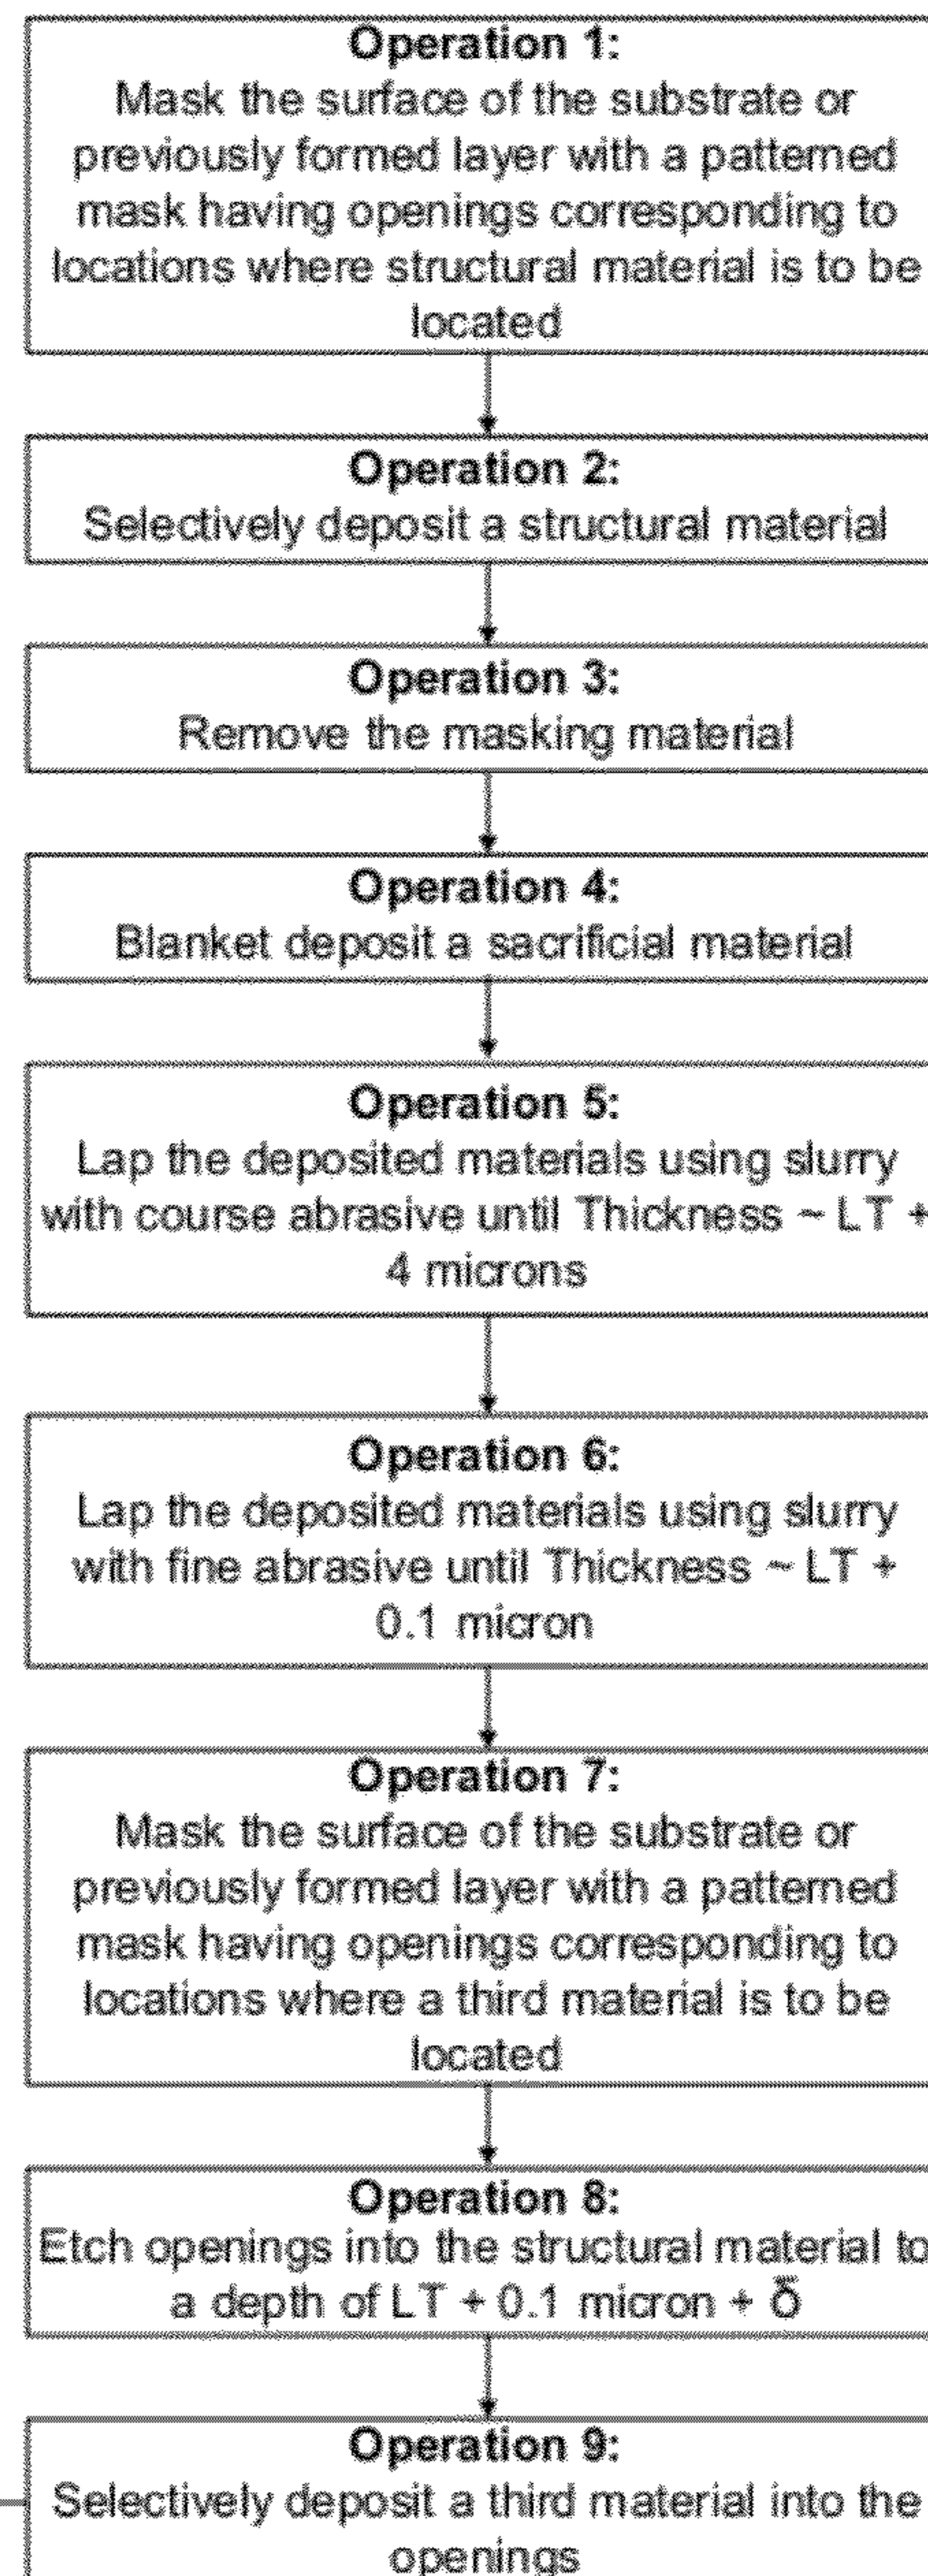 Operation 1:
Mask the surface of the substrate or
previously formed layer with a patterned
mask having openings corresponding to
locations where structural material is to be
located
Operation 2:
Selectively deposit a structural material
Operation 3:
Remove the masking material
Operation 4:
Blanket deposit a sacrificial material
Operation 5:
Lap the deposited materials using slurry
with course abrasive until Thickness ~ LT +
4 microns
Operation 6:
Lap the deposited materials using slurry
with fine abrasive until Thickness ~ LT +
0.1 micron
Operation 7:
Mask the surface of the substrate or
previously formed layer with a patterned
mask having openings corresponding to
locations where a third material is to be
located
Operation 8:
Etch openings into the structural material to
a depth of LT + 0.1 micron + δ
Operation 9:
Selectively deposit a third material into the
openings